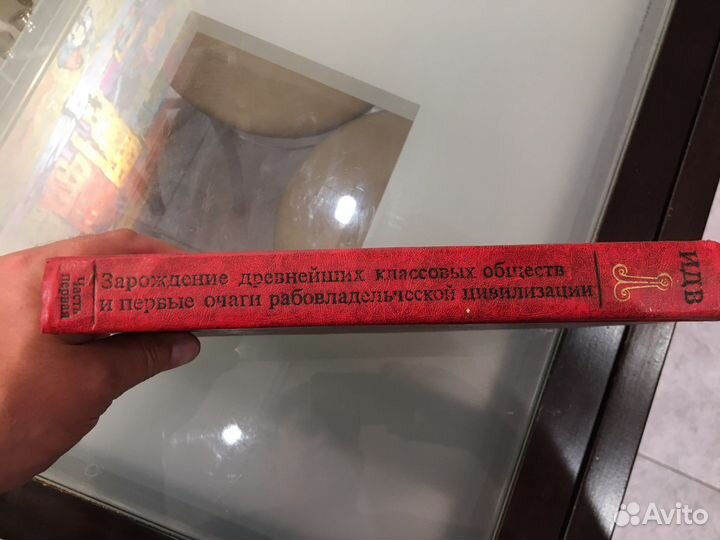 ИДВ
Зарождение древнейших классовых обществ
и первые очаги рабовладельческой цивилизации
Часть
первая
Avito